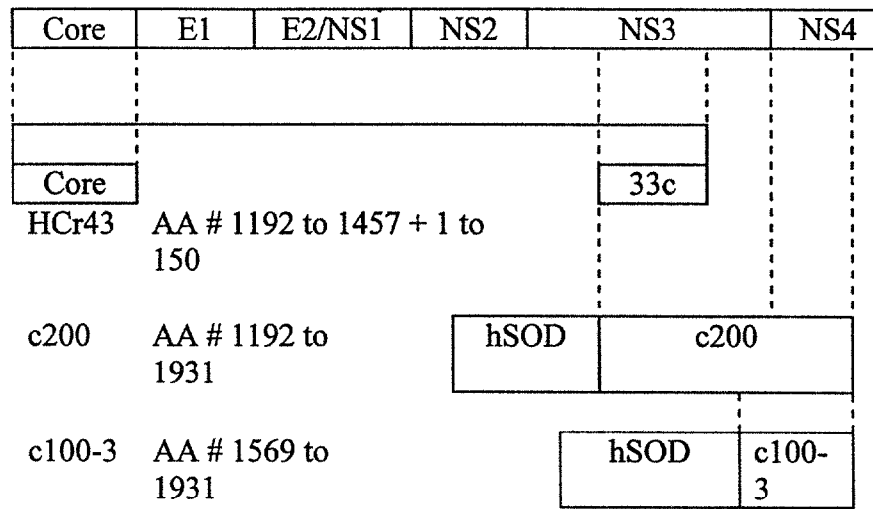 Core E1 E2/NS1 NS2 NS3 NS4
Core 33c
HCr43 AA # 1192 to 1457 + 1 to
150
c200 AA # 1192 to hSOD c200
1931
c100-3 AA # 1569 to hSOD c100-
1931 3